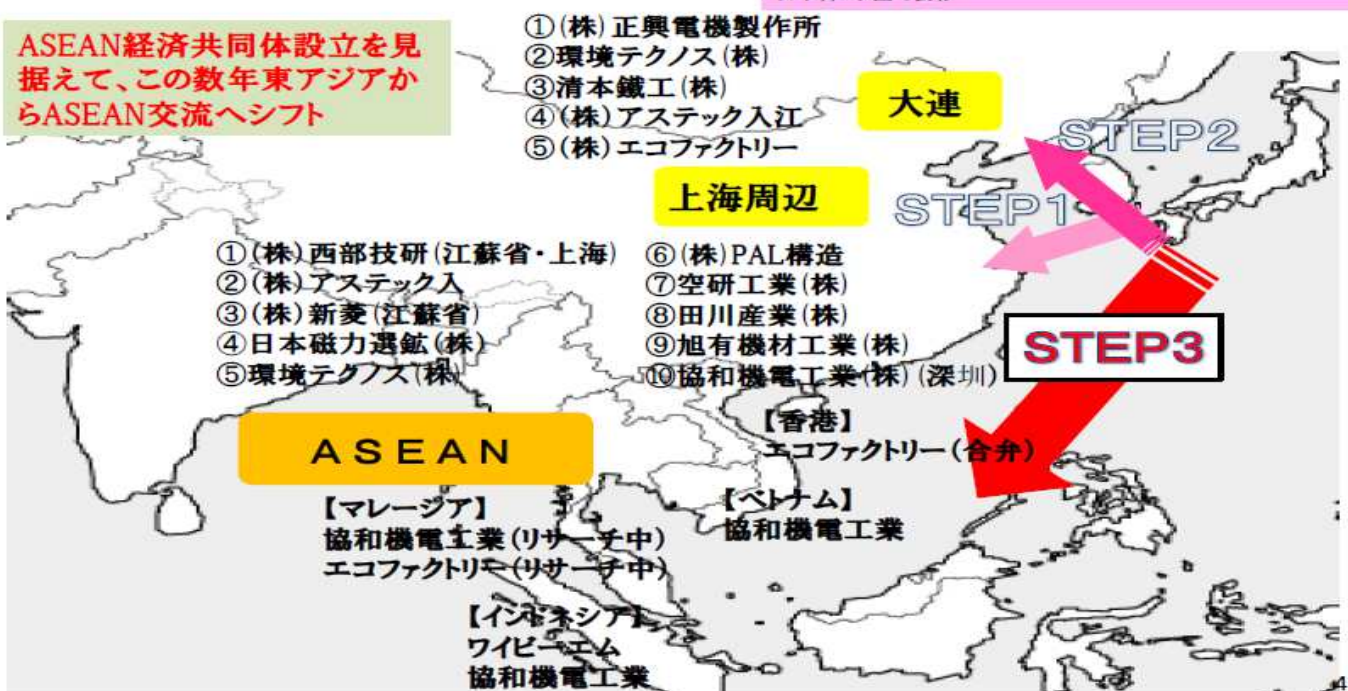 ASEAN経済共同体設立を見
据えて、この数年東アジアか
らASEAN交流へシフト
①(株)正興電機製作所
②環境テクノス(株)
③清本鐵工(株)
④(株)アステック入江
⑤(株)エコファクトリー
大連
STEP2
上海周辺
STEP1
①(株)西部技研(江蘇省・上海)
②(株)アステック入
③(株)新菱(江蘇省)
④日本磁力選鉱(株)
⑤環境テクノス(株)
⑥(株)PAL構造
⑦空研工業(株)
⑧田川産業(株)
⑨旭有機材工業(株)
⑩協和機電工業(株)(深圳)
STEP3
【香港】
エコファクトリー(合弁)
ASEAN
【マレージア】
協和機電工業(リサーチ中)
エコファクトリー(リサーチ中)
【ベトナム】
協和機電工業
【インドネシア】
ワイビーエム
協和機電工業
4